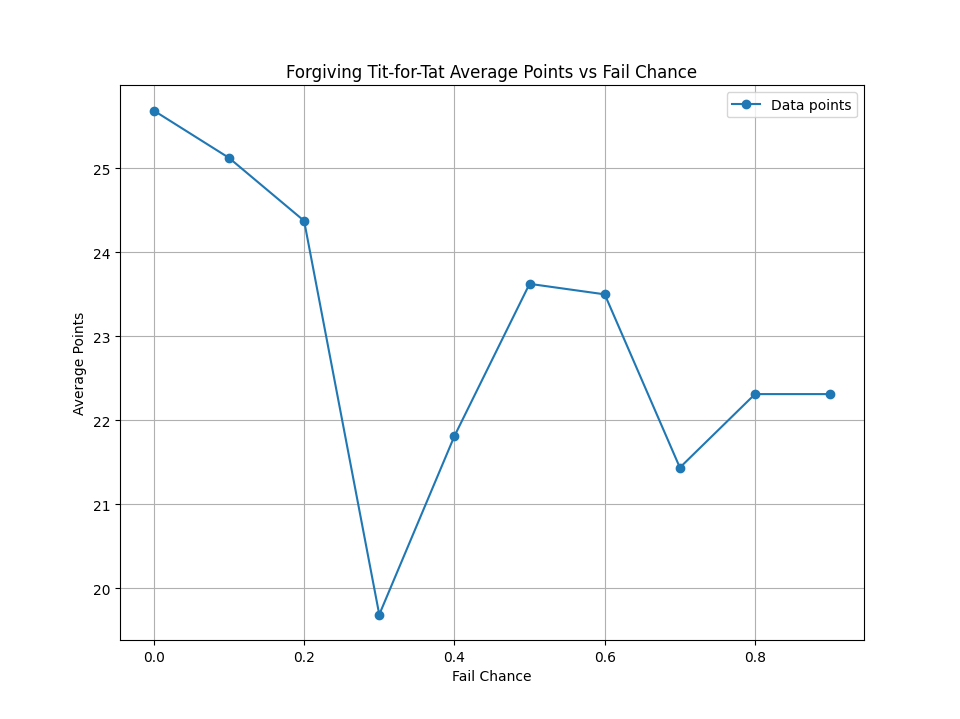 Forgiving Tit-for-Tat Average Points vs Fail Chance
Data points
25
24
23
22
21
20
Average Points
0.0 0.2 0.4 0.6 0.8
Fail Chance